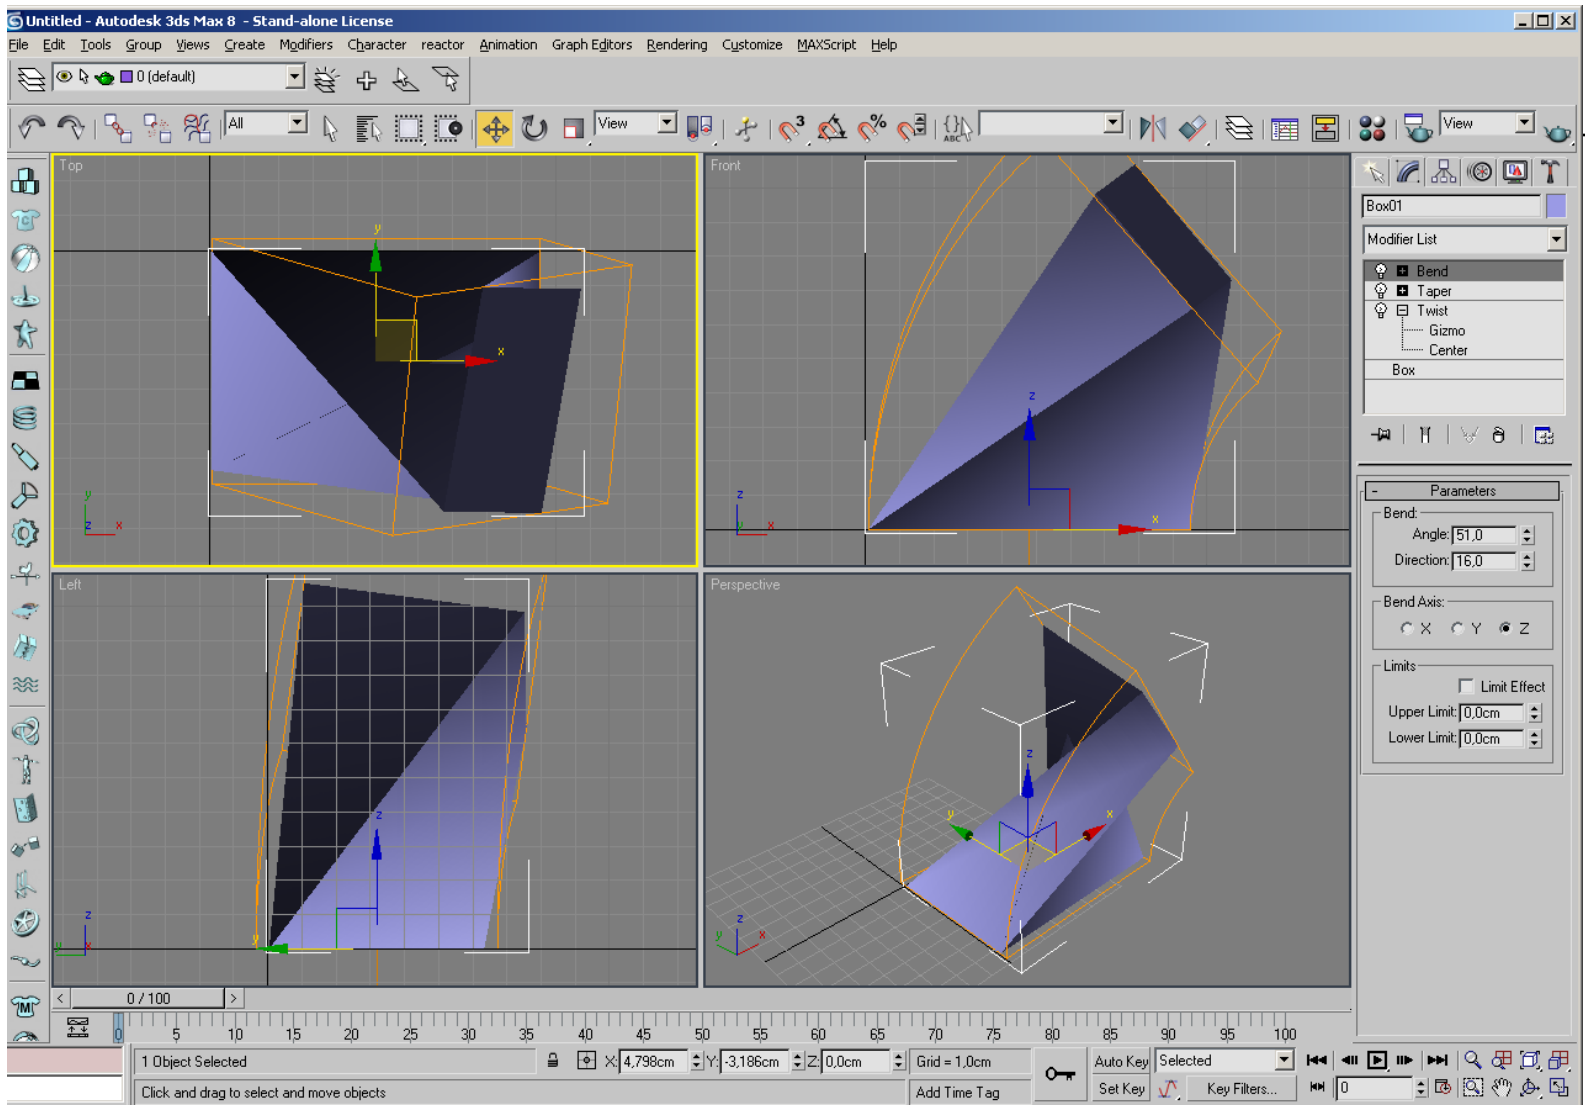 Untitled - Autodesk 3ds Max 8 - Stand-alone License
File Edit Tools Group Views Create Modifiers Character reactor Animation Graph Editors Rendering Customize MAXScript Help
0 (default)
All
View
3
%
ABC
View
Top
y
x
y
z x
Front
z
x
z
y x
Box01
Modifier List
Bend
Taper
Twist
Gizmo
Center
Box
- Parameters
Bend:
Angle: 51,0
Direction: 16,0
Bend Axis:
X Y Z
Limits
Limit Effect
Upper Limit: 0,0cm
Lower Limit: 0,0cm
Left
z
y
z
y x
Perspective
z
y x
z
y x
M
< 0 / 100 >
0 5 10 15 20 25 30 35 40 45 50 55 60 65 70 75 80 85 90 95 100
1 Object Selected
X: 4,798cm Y: -3,186cm Z: 0,0cm
Grid = 1,0cm
Auto Key Selected
Click and drag to select and move objects
Add Time Tag
Set Key Key Filters...
0